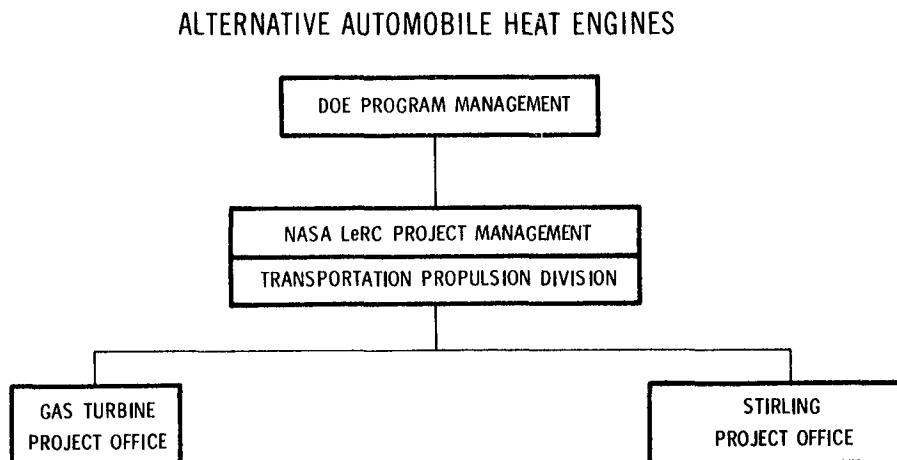 ALTERNATIVE AUTOMOBILE HEAT ENGINES
DOE PROGRAM MANAGEMENT
NASA LeRC PROJECT MANAGEMENT
TRANSPORTATION PROPULSION DIVISION
GAS TURBINE
PROJECT OFFICE
STIRLING
PROJECT OFFICE